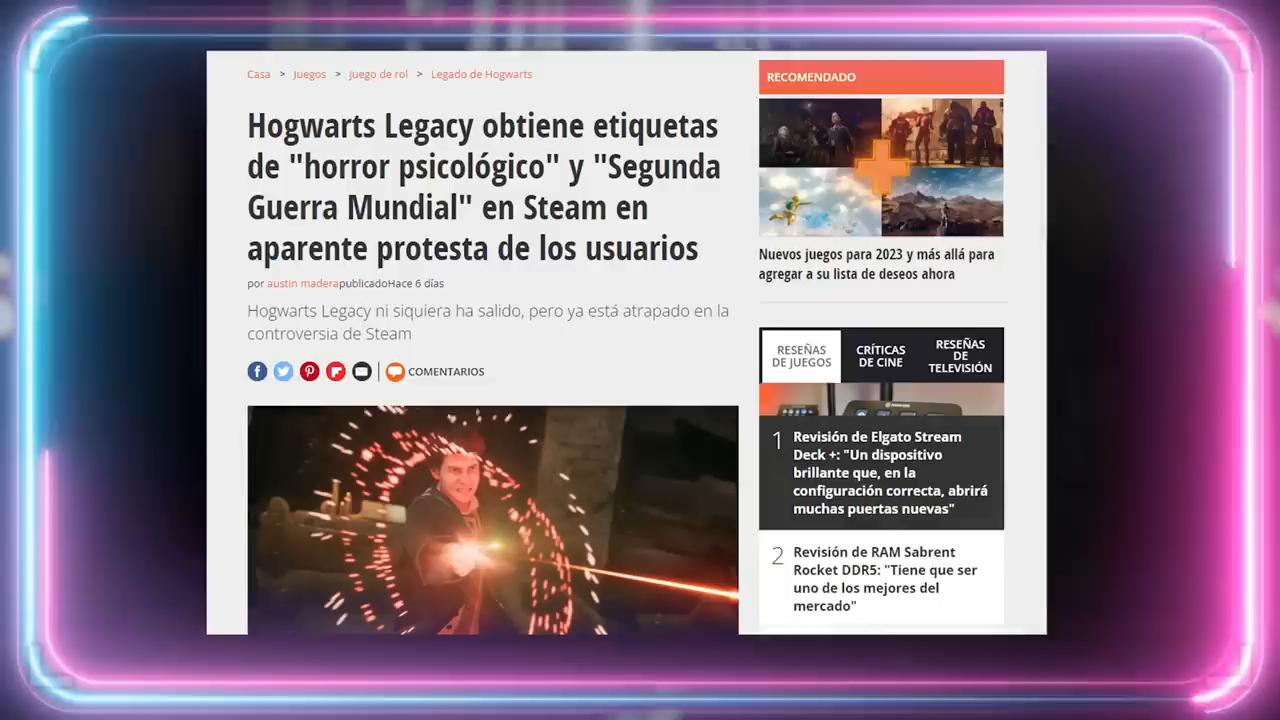 Casa > Juegos > Juego de rol > Legado de Hogwarts
Hogwarts Legacy obtiene etiquetas
de "horror psicológico" y "Segunda
Guerra Mundial" en Steam en
aparente protesta de los usuarios
por austin maderapublicadoHace 6 días
Hogwarts Legacy ni siquiera ha salido, pero ya está atrapado en la
controversia de Steam
COMENTARIOS
RECOMENDADO
Nuevos juegos para 2023 y más allá para
agregar a su lista de deseos ahora
RESEÑAS
DE JUEGOS
CRÍTICAS
DE CINE
RESEÑAS
DE
TELEVISIÓN
1 Revisión de Elgato Stream
Deck +: "Un dispositivo
brillante que, en la
configuración correcta, abrirá
muchas puertas nuevas"
2 Revisión de RAM Sabrent
Rocket DDR5: "Tiene que ser
uno de los mejores del
mercado"